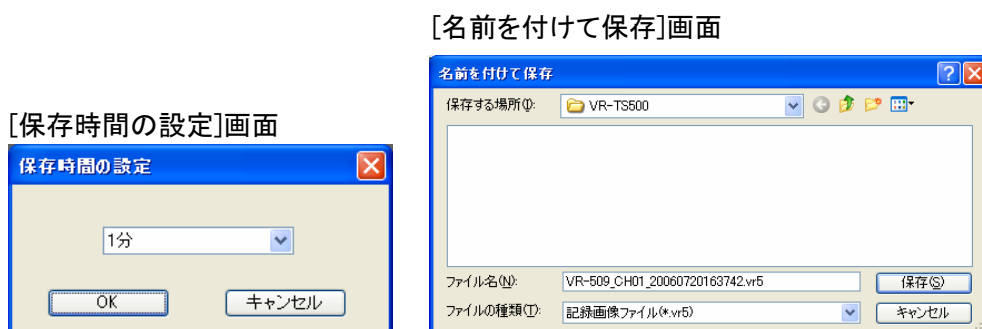 [保存時間の設定]画面
保存時間の設定
1分
OK
キャンセル
[名前を付けて保存]画面
名前を付けて保存
保存する場所(I):
VR-TS500
ファイル名(N):
VR-509_CH01_20060720163742.vr5
保存(S)
ファイルの種類(T):
記録画像ファイル(*.vr5)
キャンセル